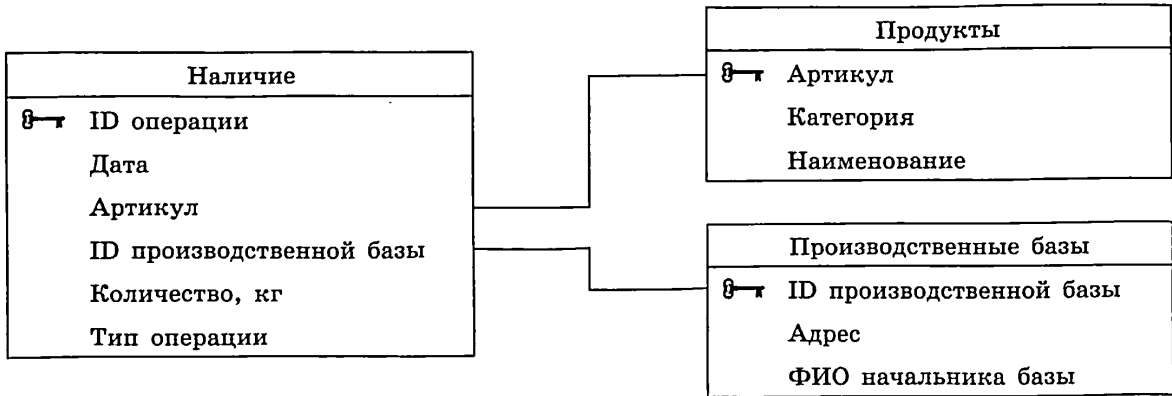 Наличие
ID операции
Дата
Артикул
ID производственной базы
Количество, кг
Тип операции
Продукты
Артикул
Категория
Наименование
Производственные базы
ID производственной базы
Адрес
ФИО начальника базы